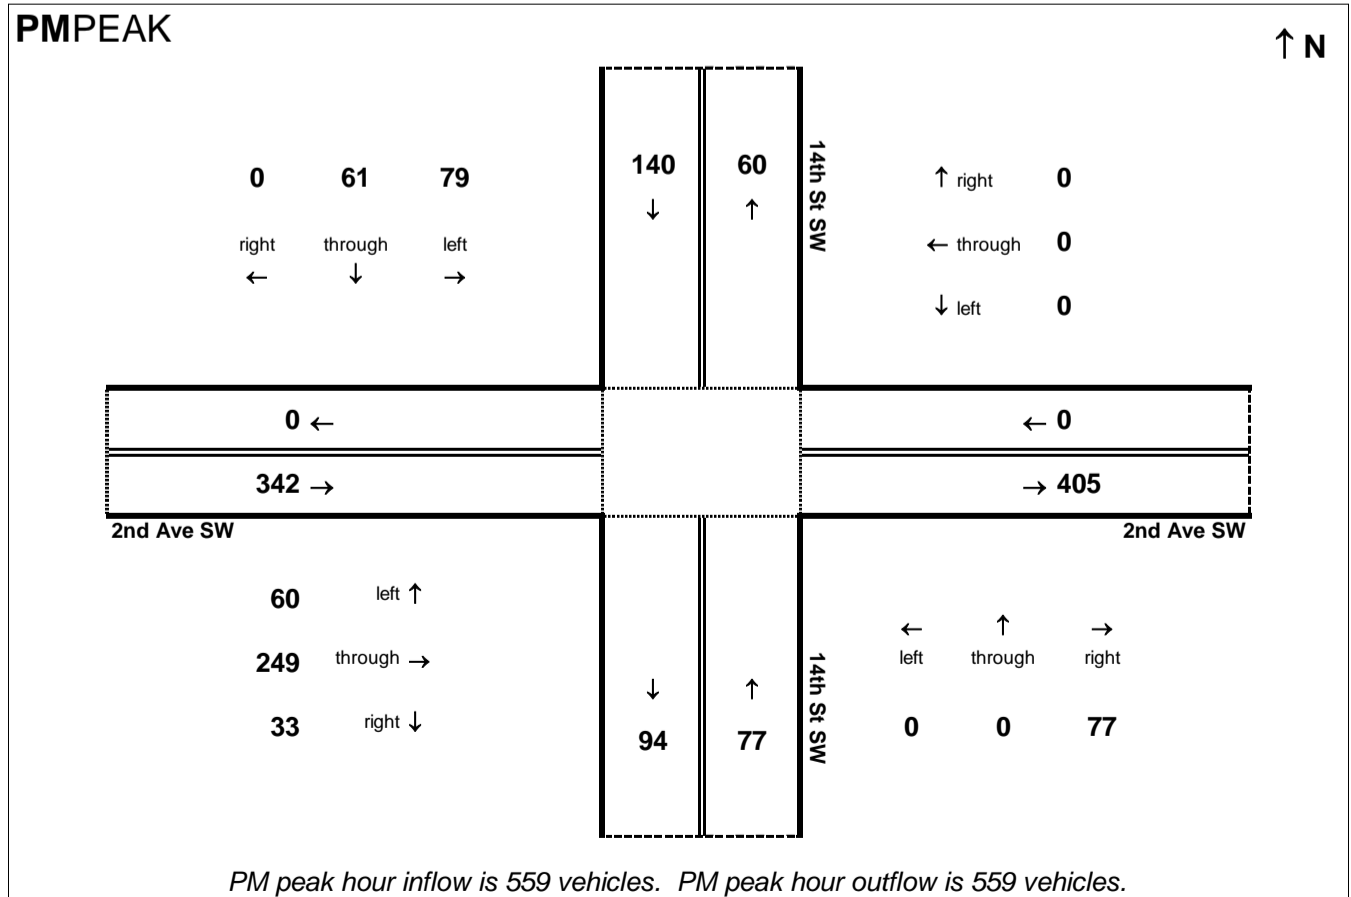 PMPEAK
↑ N
0 61 79
right through left
← ↓ →
140 60
↓ ↑
14th St SW
↑ right 0
← through 0
↓ left 0
0 ←
← 0
342 →
→ 405
2nd Ave SW
2nd Ave SW
60 left ↑
249 through →
33 right ↓
↓ ↑
94 77
14th St SW
← ↑ →
left through right
0 0 77
PM peak hour inflow is 559 vehicles. PM peak hour outflow is 559 vehicles.